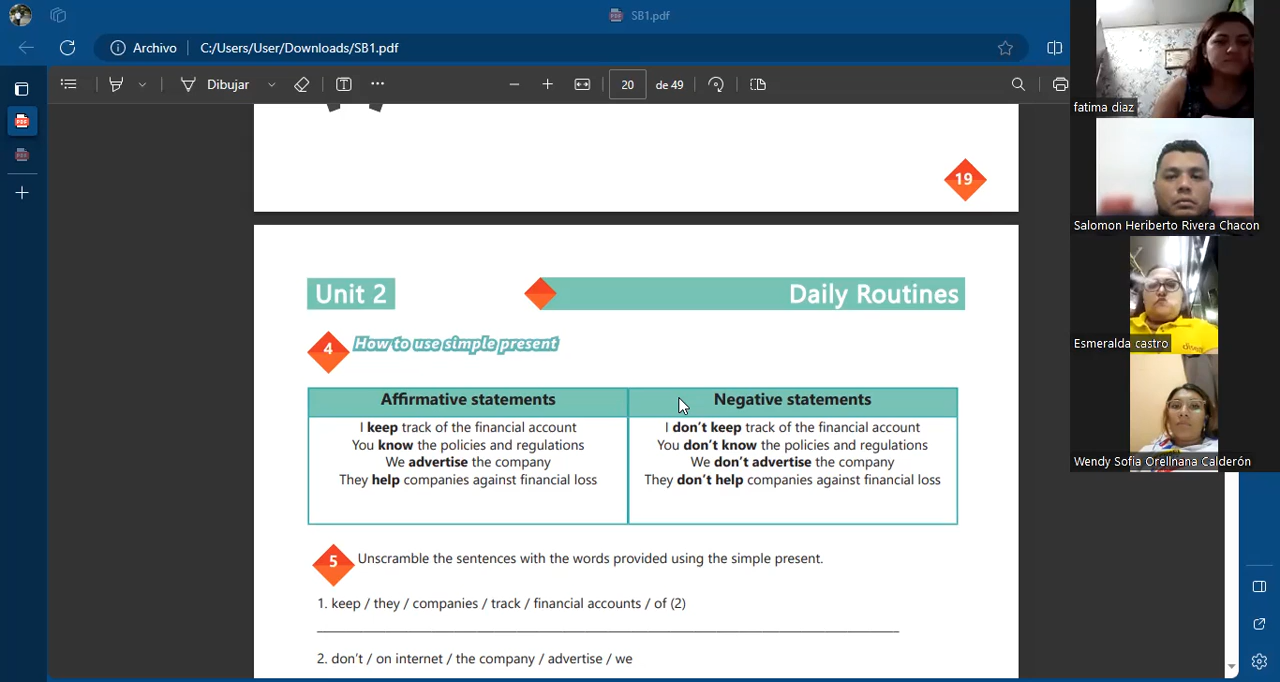 SB1.pdf
Archivo
C:/Users/User/Downloads/SB1.pdf
Dibujar
20
de 49
19
Unit 2
Daily Routines
4
How to use simple present
Affirmative statements
I keep track of the financial account
You know the policies and regulations
We advertise the company
They help companies against financial loss
Negative statements
I don't keep track of the financial account
You don't know the policies and regulations
We don't advertise the company
They don't help companies against financial loss
5
Unscramble the sentences with the words provided using the simple present.
1. keep / they / companies / track / financial accounts / of (2)
2. don't / on internet / the company / advertise / we
fatima diaz
Salomon Heriberto Rivera Chacon
Esmeralda castro
Wendy Sofia Orellnana Calderón